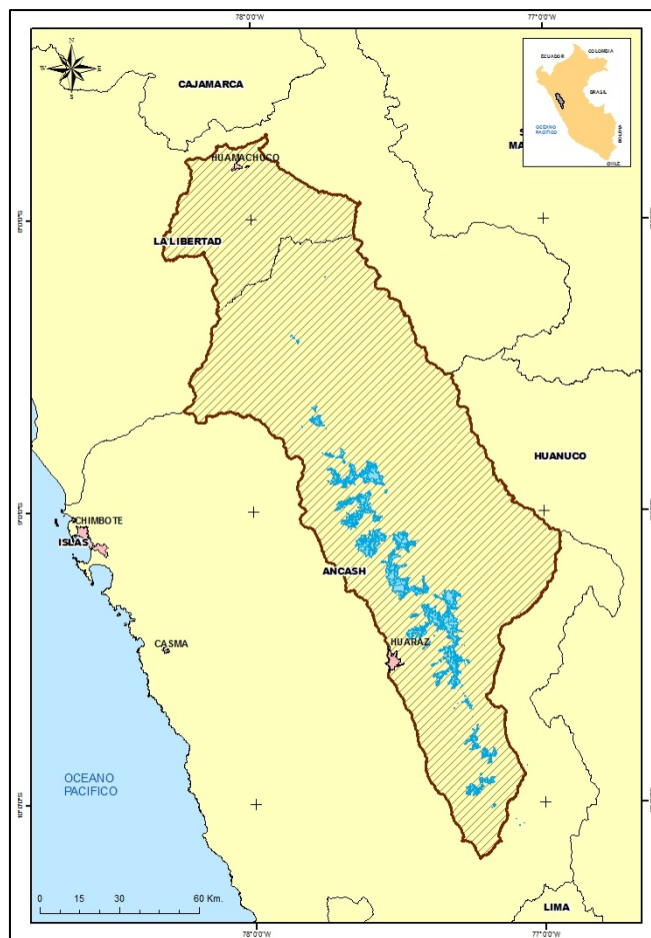 78°0'0"W
77°0'0"W
N
W
E
S
ECUADOR
COLOMBIA
BRASIL
OCEANO
PACIFICO
BOLIVIA
CHILE
CAJAMARCA
HUAMACHUCO
LA LIBERTAD
HUANUCO
CHIMBOTE
ISLAS
ANCASH
CASMA
HUARAZ
OCEANO
PACIFICO
0
15
30
60 Km.
LIMA
78°0'0"W
77°0'0"W